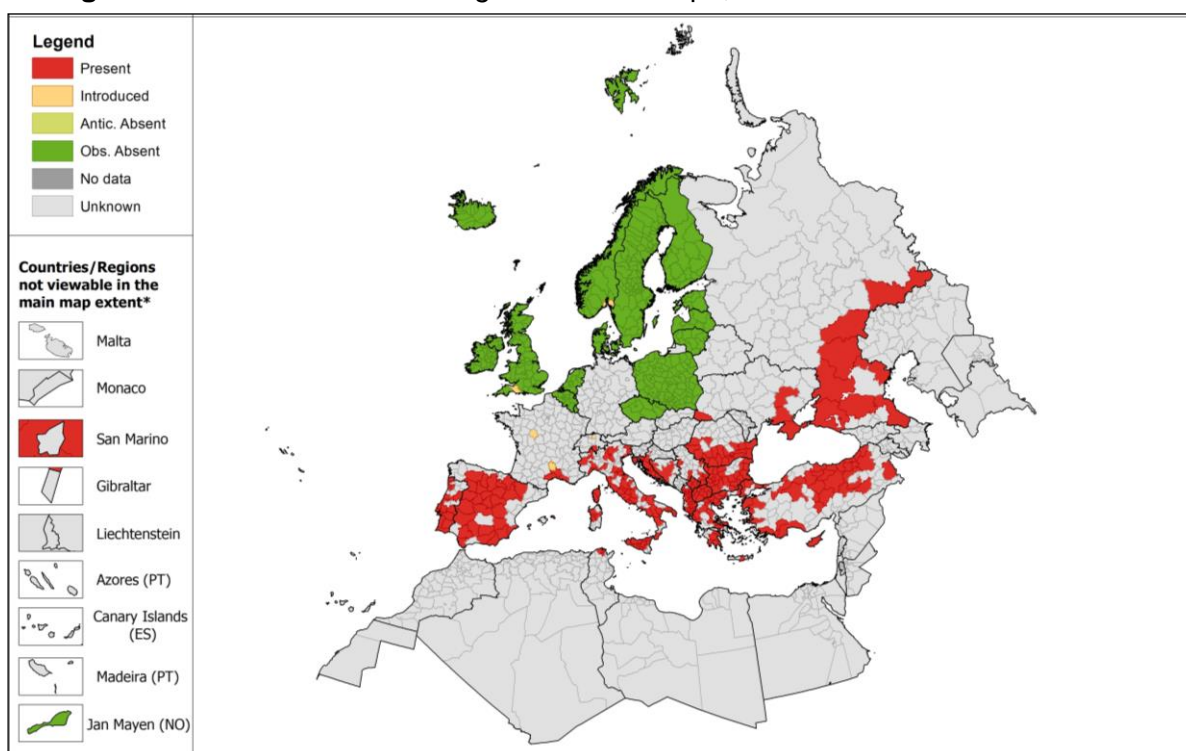 Legend
Present
Introduced
Antic. Absent
Obs. Absent
No data
Unknown
Countries/Regions
not viewable in the
main map extent*
Malta
Monaco
San Marino
Gibraltar
Liechtenstein
Azores (PT)
Canary Islands
(ES)
Madeira (PT)
Jan Mayen (NO)